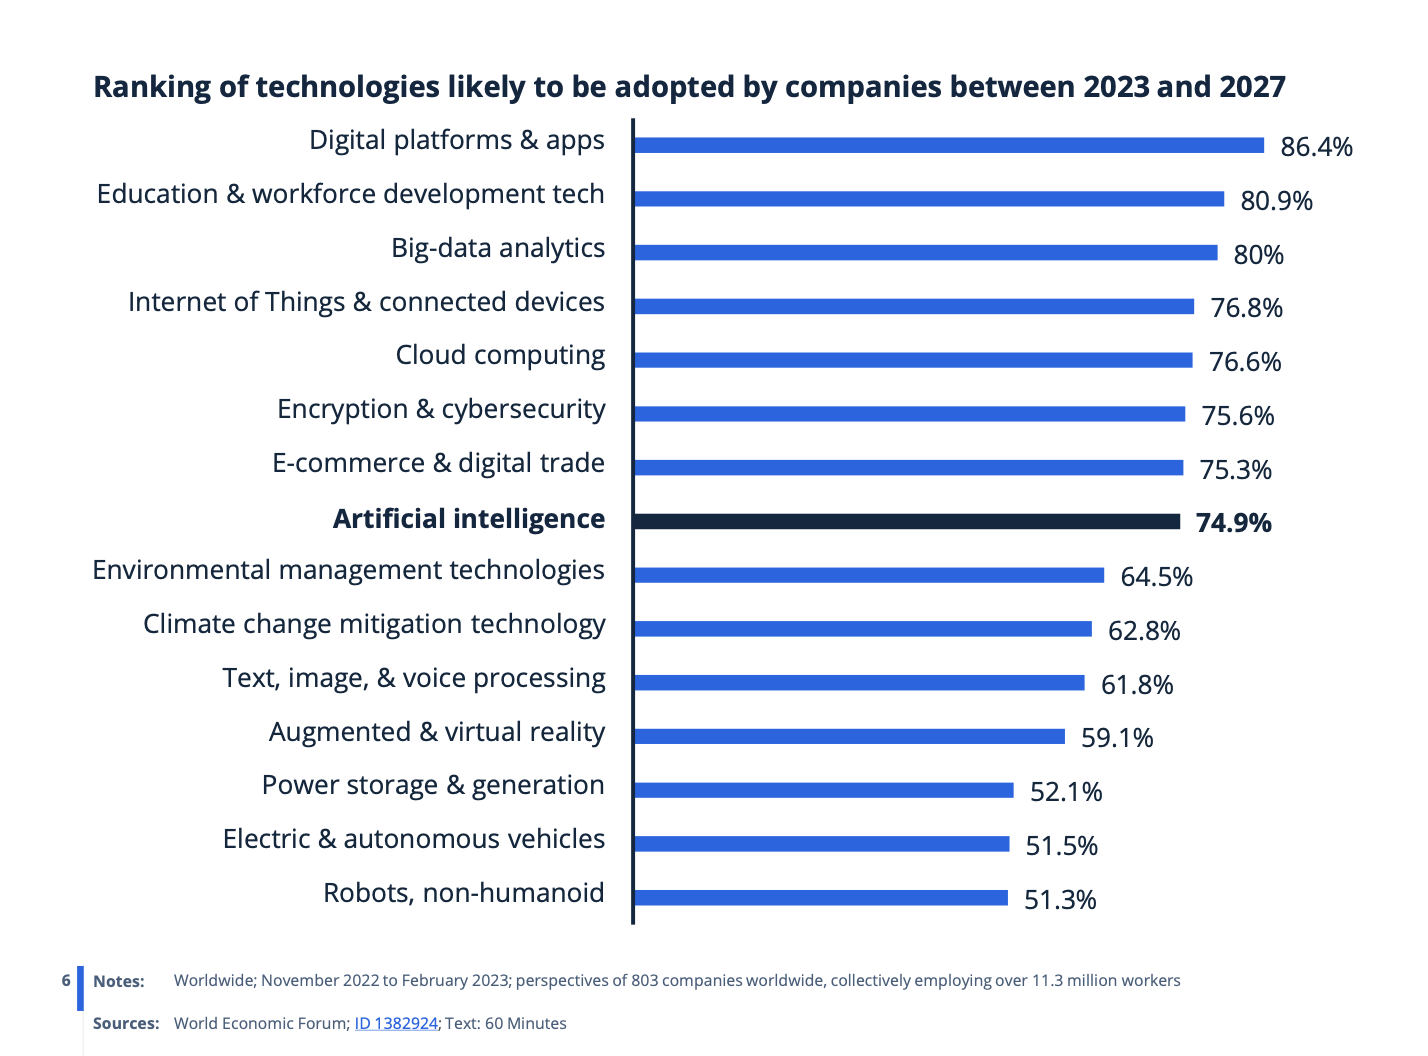 Ranking of technologies likely to be adopted by companies between 2023 and 2027
Digital platforms & apps 86.4%
Education & workforce development tech 80.9%
Big-data analytics 80%
Internet of Things & connected devices 76.8%
Cloud computing 76.6%
Encryption & cybersecurity 75.6%
E-commerce & digital trade 75.3%
Artificial intelligence 74.9%
Environmental management technologies 64.5%
Climate change mitigation technology 62.8%
Text, image, & voice processing 61.8%
Augmented & virtual reality 59.1%
Power storage & generation 52.1%
Electric & autonomous vehicles 51.5%
Robots, non-humanoid 51.3%
6 Notes: Worldwide; November 2022 to February 2023; perspectives of 803 companies worldwide, collectively employing over 11.3 million workers
Sources: World Economic Forum; ID 1382924; Text: 60 Minutes